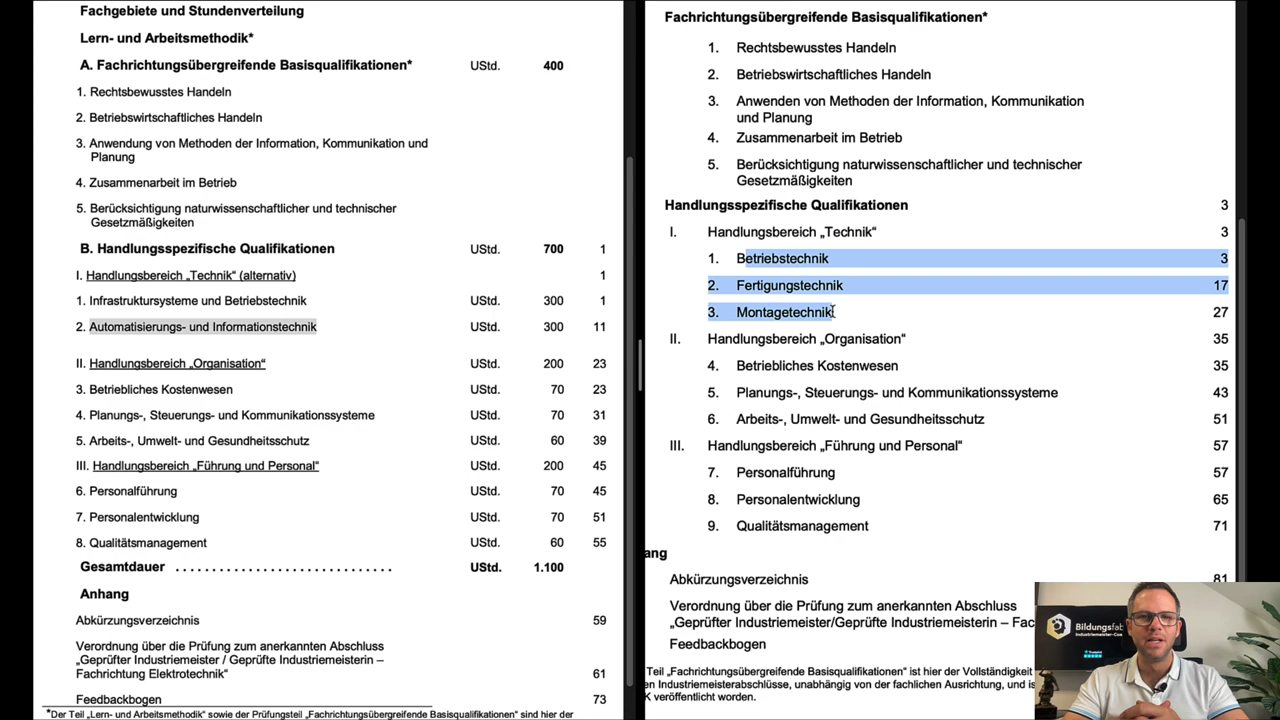 Fachgebiete und Stundenverteilung
Lern- und Arbeitsmethodik*
A. Fachrichtungsübergreifende Basisqualifikationen* UStd. 400
1. Rechtsbewusstes Handeln
2. Betriebswirtschaftliches Handeln
3. Anwendung von Methoden der Information, Kommunikation und
Planung
4. Zusammenarbeit im Betrieb
5. Berücksichtigung naturwissenschaftlicher und technischer
Gesetzmäßigkeiten
B. Handlungsspezifische Qualifikationen UStd. 700 1
I. Handlungsbereich „Technik“ (alternativ) 1
1. Infrastruktursysteme und Betriebstechnik UStd. 300 1
2. Automatisierungs- und Informationstechnik UStd. 300 11
II. Handlungsbereich „Organisation“ UStd. 200 23
3. Betriebliches Kostenwesen UStd. 70 23
4. Planungs-, Steuerungs- und Kommunikationssysteme UStd. 70 31
5. Arbeits-, Umwelt- und Gesundheitsschutz UStd. 60 39
III. Handlungsbereich „Führung und Personal“ UStd. 200 45
6. Personalführung UStd. 70 45
7. Personalentwicklung UStd. 70 51
8. Qualitätsmanagement UStd. 60 55
Gesamtdauer . . . . . . . . . . . . . . . . . . . . . . . . . . . . . . UStd. 1.100
Anhang
Abkürzungsverzeichnis 59
Verordnung über die Prüfung zum anerkannten Abschluss
„Geprüfter Industriemeister / Geprüfte Industriemeisterin –
Fachrichtung Elektrotechnik“ 61
Feedbackbogen 73
*Der Teil „Lern- und Arbeitsmethodik“ sowie der Prüfungsteil „Fachrichtungsübergreifende Basisqualifikationen“ sind hier der
Fachrichtungsübergreifende Basisqualifikationen*
1. Rechtsbewusstes Handeln
2. Betriebswirtschaftliches Handeln
3. Anwenden von Methoden der Information, Kommunikation
und Planung
4. Zusammenarbeit im Betrieb
5. Berücksichtigung naturwissenschaftlicher und technischer
Gesetzmäßigkeiten
Handlungsspezifische Qualifikationen 3
I. Handlungsbereich „Technik“ 3
1. Betriebstechnik 3
2. Fertigungstechnik 17
3. Montagetechnik 27
II. Handlungsbereich „Organisation“ 35
4. Betriebliches Kostenwesen 35
5. Planungs-, Steuerungs- und Kommunikationssysteme 43
6. Arbeits-, Umwelt- und Gesundheitsschutz 51
III. Handlungsbereich „Führung und Personal“ 57
7. Personalführung 57
8. Personalentwicklung 65
9. Qualitätsmanagement 71
ang
Abkürzungsverzeichnis 81
Verordnung über die Prüfung zum anerkannten Abschluss
„Geprüfter Industriemeister/Geprüfte Industriemeisterin – Fac
Feedbackbogen
Teil „Fachrichtungsübergreifende Basisqualifikationen“ ist hier der Vollständigkeit
en Industriemeisterabschlüsse, unabhängig von der fachlichen Ausrichtung, und is
K veröffentlicht worden.
Bildungsfab
Industriemeister-Coa